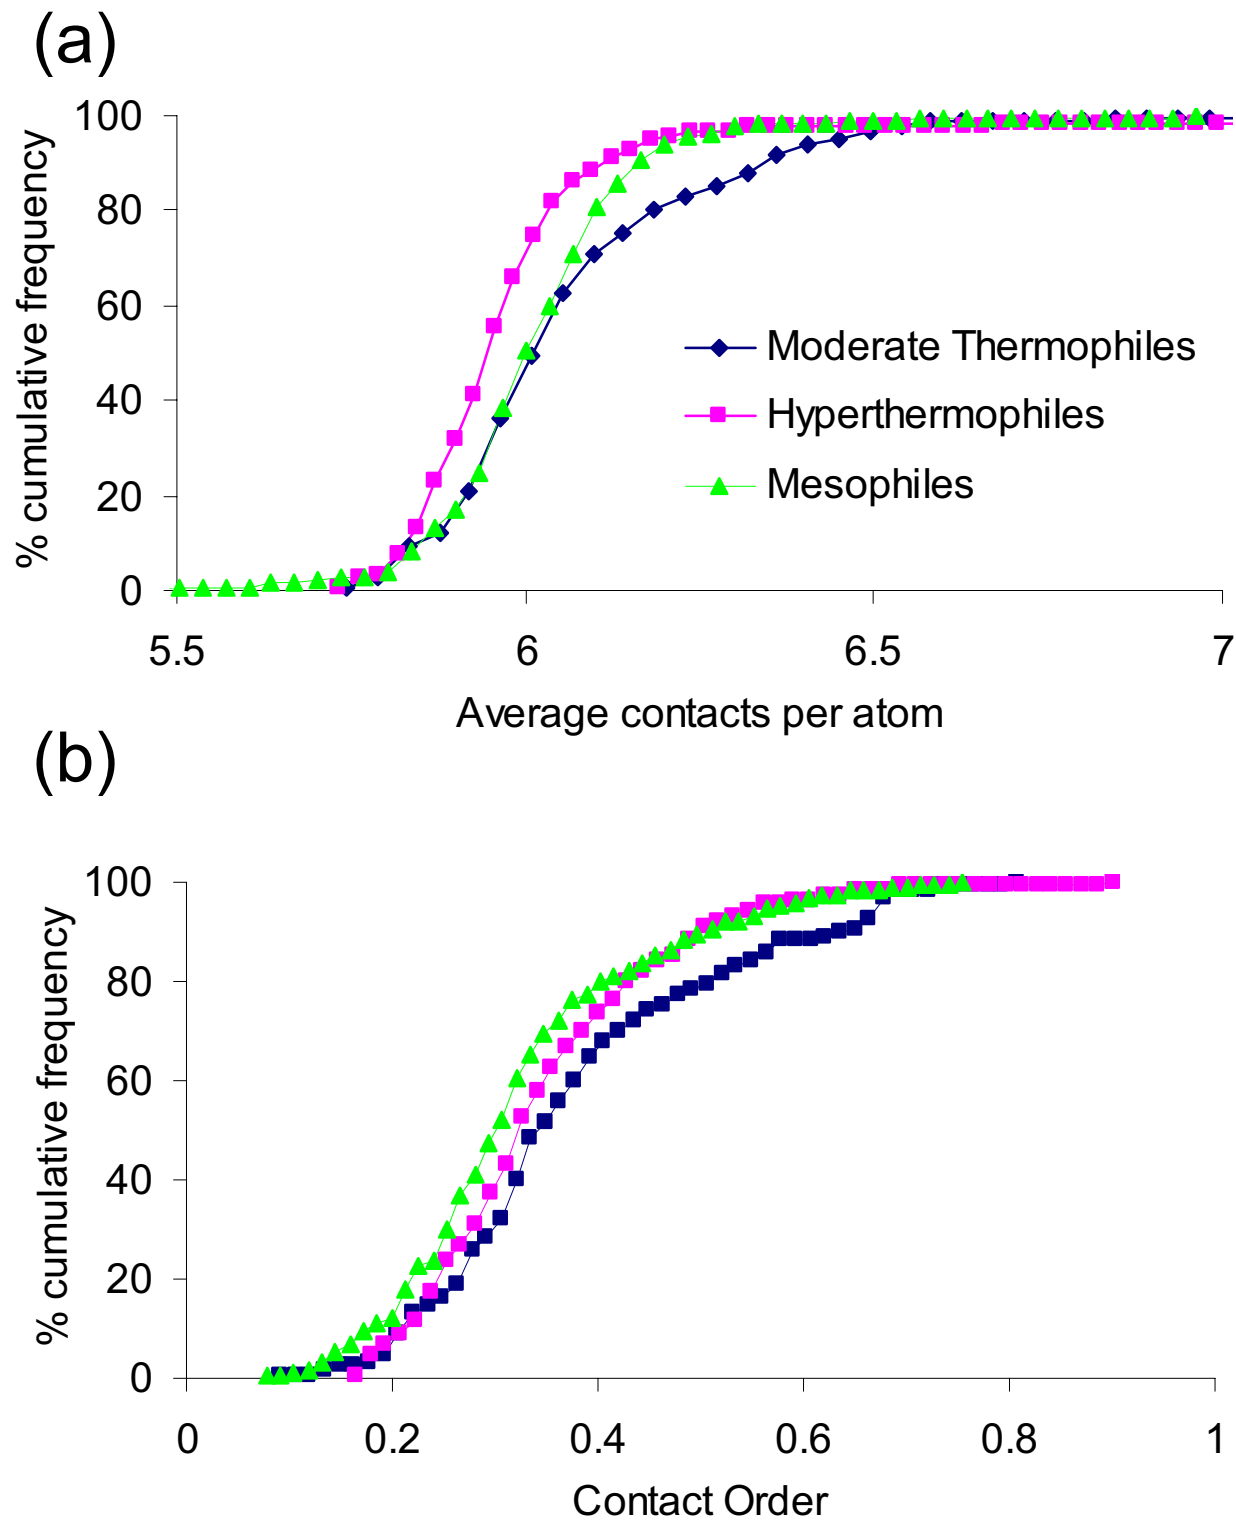 (a)
% cumulative frequency
100
80
60
40
20
0
5.5 6 6.5 7
Average contacts per atom
Moderate Thermophiles
Hyperthermophiles
Mesophiles
(b)
% cumulative frequency
100
80
60
40
20
0
0 0.2 0.4 0.6 0.8 1
Contact Order